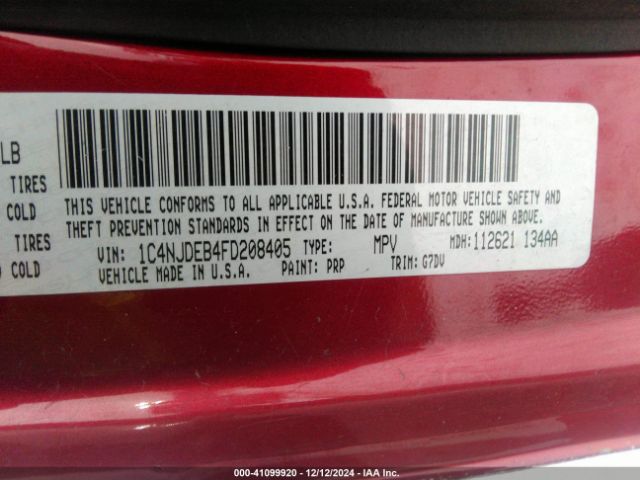 LB
TIRES
COLD
TIRES
COLD
THIS VEHICLE CONFORMS TO ALL APPLICABLE U.S.A. FEDERAL MOTOR VEHICLE SAFETY AND
THEFT PREVENTION STANDARDS IN EFFECT ON THE DATE OF MANUFACTURE SHOWN ABOVE.
VIN: 1C4NJDEB4FD208405 TYPE: MPV MDH: 112621 134AA
VEHICLE MADE IN U.S.A. PAINT: PRP TRIM: G7DV
000-41099920 - 12/12/2024 - IAA Inc.